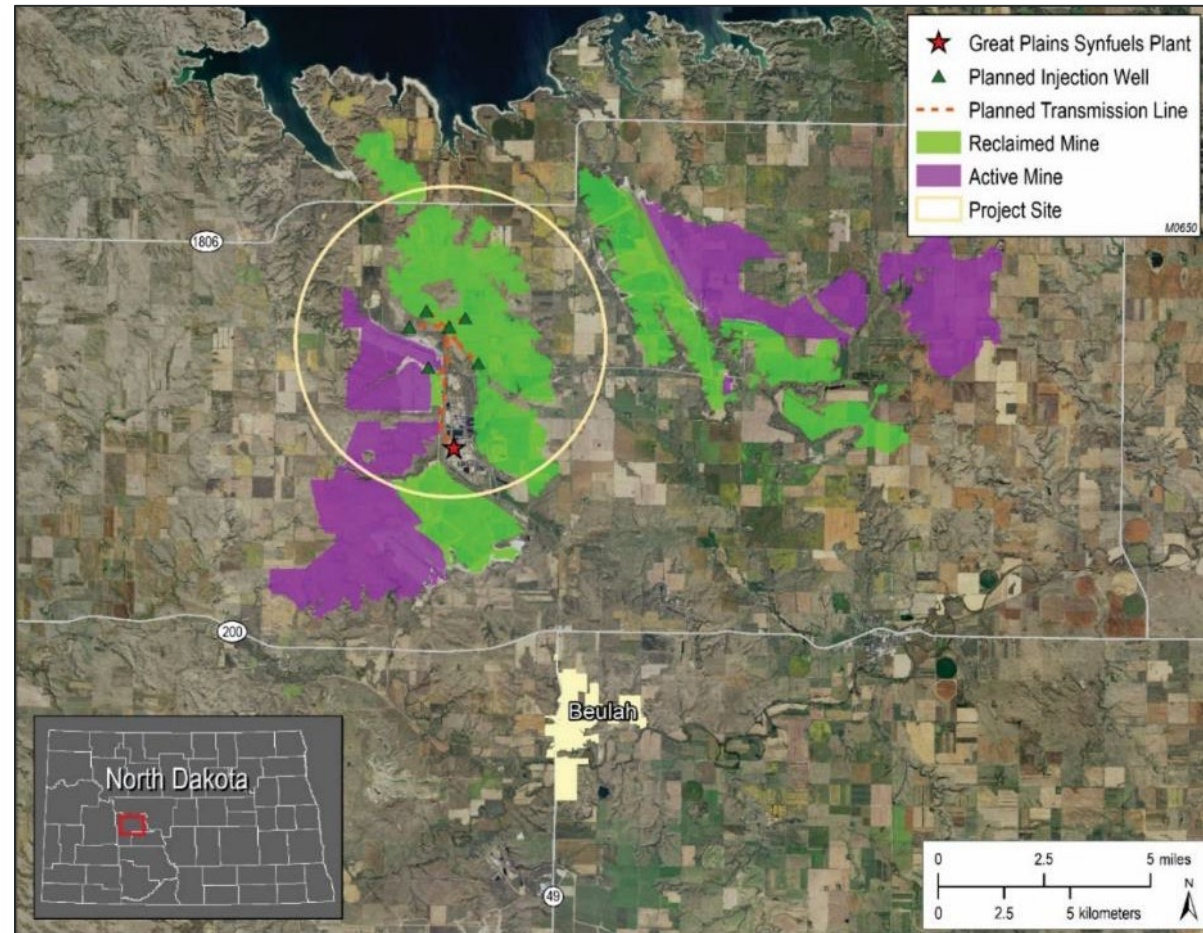 Great Plains Synfuels Plant
Planned Injection Well
Planned Transmission Line
Reclaimed Mine
Active Mine
Project Site
M0650
1806
200
Beulah
North Dakota
49
0 2.5 5 miles
0 2.5 5 kilometers
N